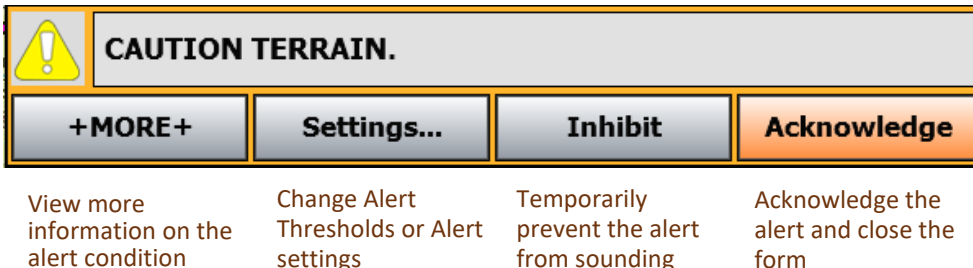 CAUTION TERRAIN.
+MORE+ Settings... Inhibit Acknowledge
View more
information on the
alert condition
Change Alert
Thresholds or Alert
settings
Temporarily
prevent the alert
from sounding
Acknowledge the
alert and close the
form